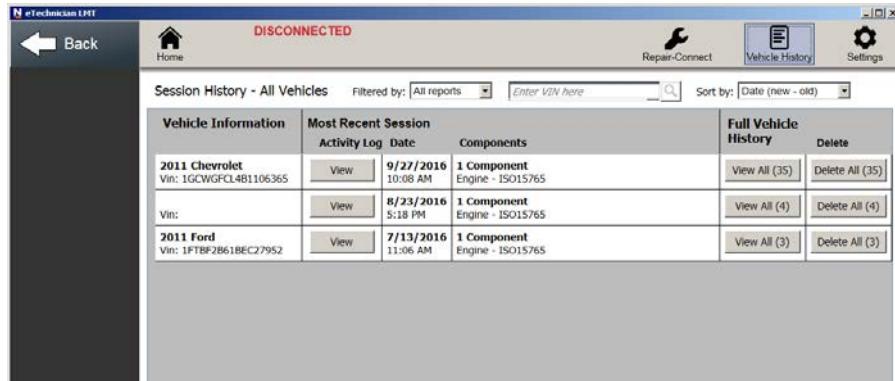 eTechnician LMT
Back
DISCONNECTED
Home
Repair-Connect
Vehicle History
Settings
Session History - All Vehicles Filtered by: All reports Enter VIN here Sort by: Date (new - old)
Vehicle Information Most Recent Session Full Vehicle History
Activity Log Date Components Delete
2011 Chevrolet View 9/27/2016 1 Component View All (35) Delete All (35)
Vin: 1GCWGFCL4B1106365 10:08 AM Engine - ISO15765
View 8/23/2016 1 Component View All (4) Delete All (4)
Vin: 5:18 PM Engine - ISO15765
2011 Ford View 7/13/2016 1 Component View All (3) Delete All (3)
Vin: 1FTBF2B61BEC27952 11:06 AM Engine - ISO15765